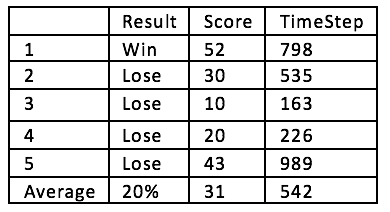 Result Score TimeStep
1 Win 52 798
2 Lose 30 535
3 Lose 10 163
4 Lose 20 226
5 Lose 43 989
Average 20% 31 542